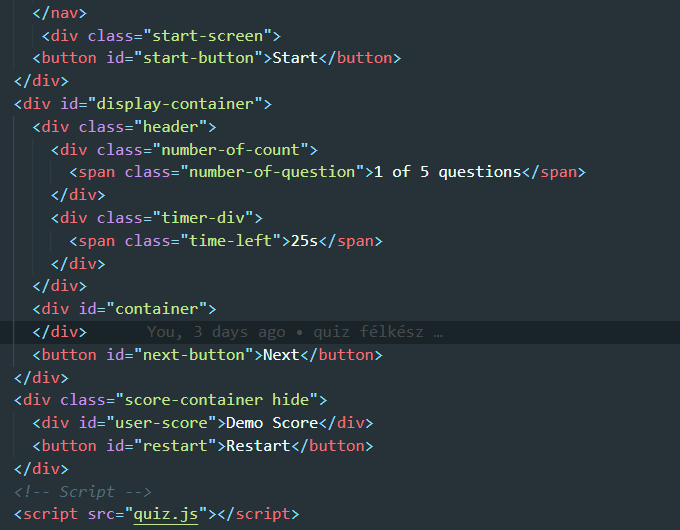 </nav>
<div class="start-screen">
<button id="start-button">Start</button>
</div>
<div id="display-container">
<div class="header">
<div class="number-of-count">
<span class="number-of-question">1 of 5 questions</span>
</div>
<div class="timer-div">
<span class="time-left">25s</span>
</div>
</div>
<div id="container">
</div> You, 3 days ago • quiz félkész …
<button id="next-button">Next</button>
</div>
<div class="score-container hide">
<div id="user-score">Demo Score</div>
<button id="restart">Restart</button>
</div>
<!-- Script -->
<script src="quiz.js"></script>